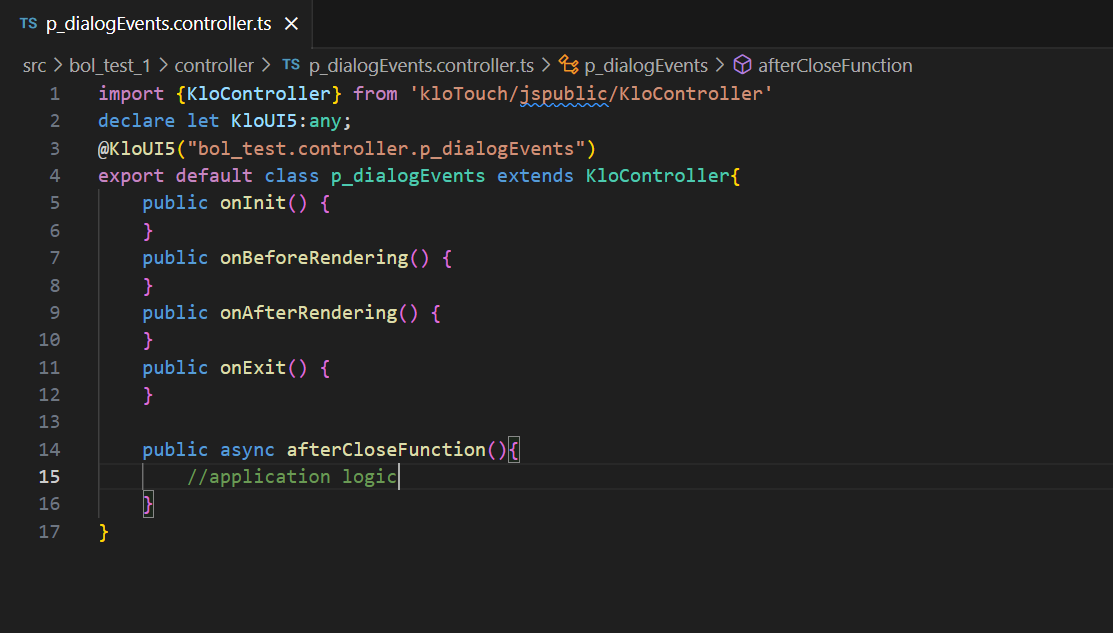 TS p_dialogEvents.controller.ts
src > bol_test_1 > controller > TS p_dialogEvents.controller.ts > p_dialogEvents > afterCloseFunction
1 import {KloController} from 'kloTouch/jspublic/KloController'
2 declare let KloUI5:any;
3 @KloUI5("bol_test.controller.p_dialogEvents")
4 export default class p_dialogEvents extends KloController{
5     public onInit() {
6     }
7     public onBeforeRendering() {
8     }
9     public onAfterRendering() {
10     }
11     public onExit() {
12     }
13
14     public async afterCloseFunction(){
15         //application logic
16     }
17 }